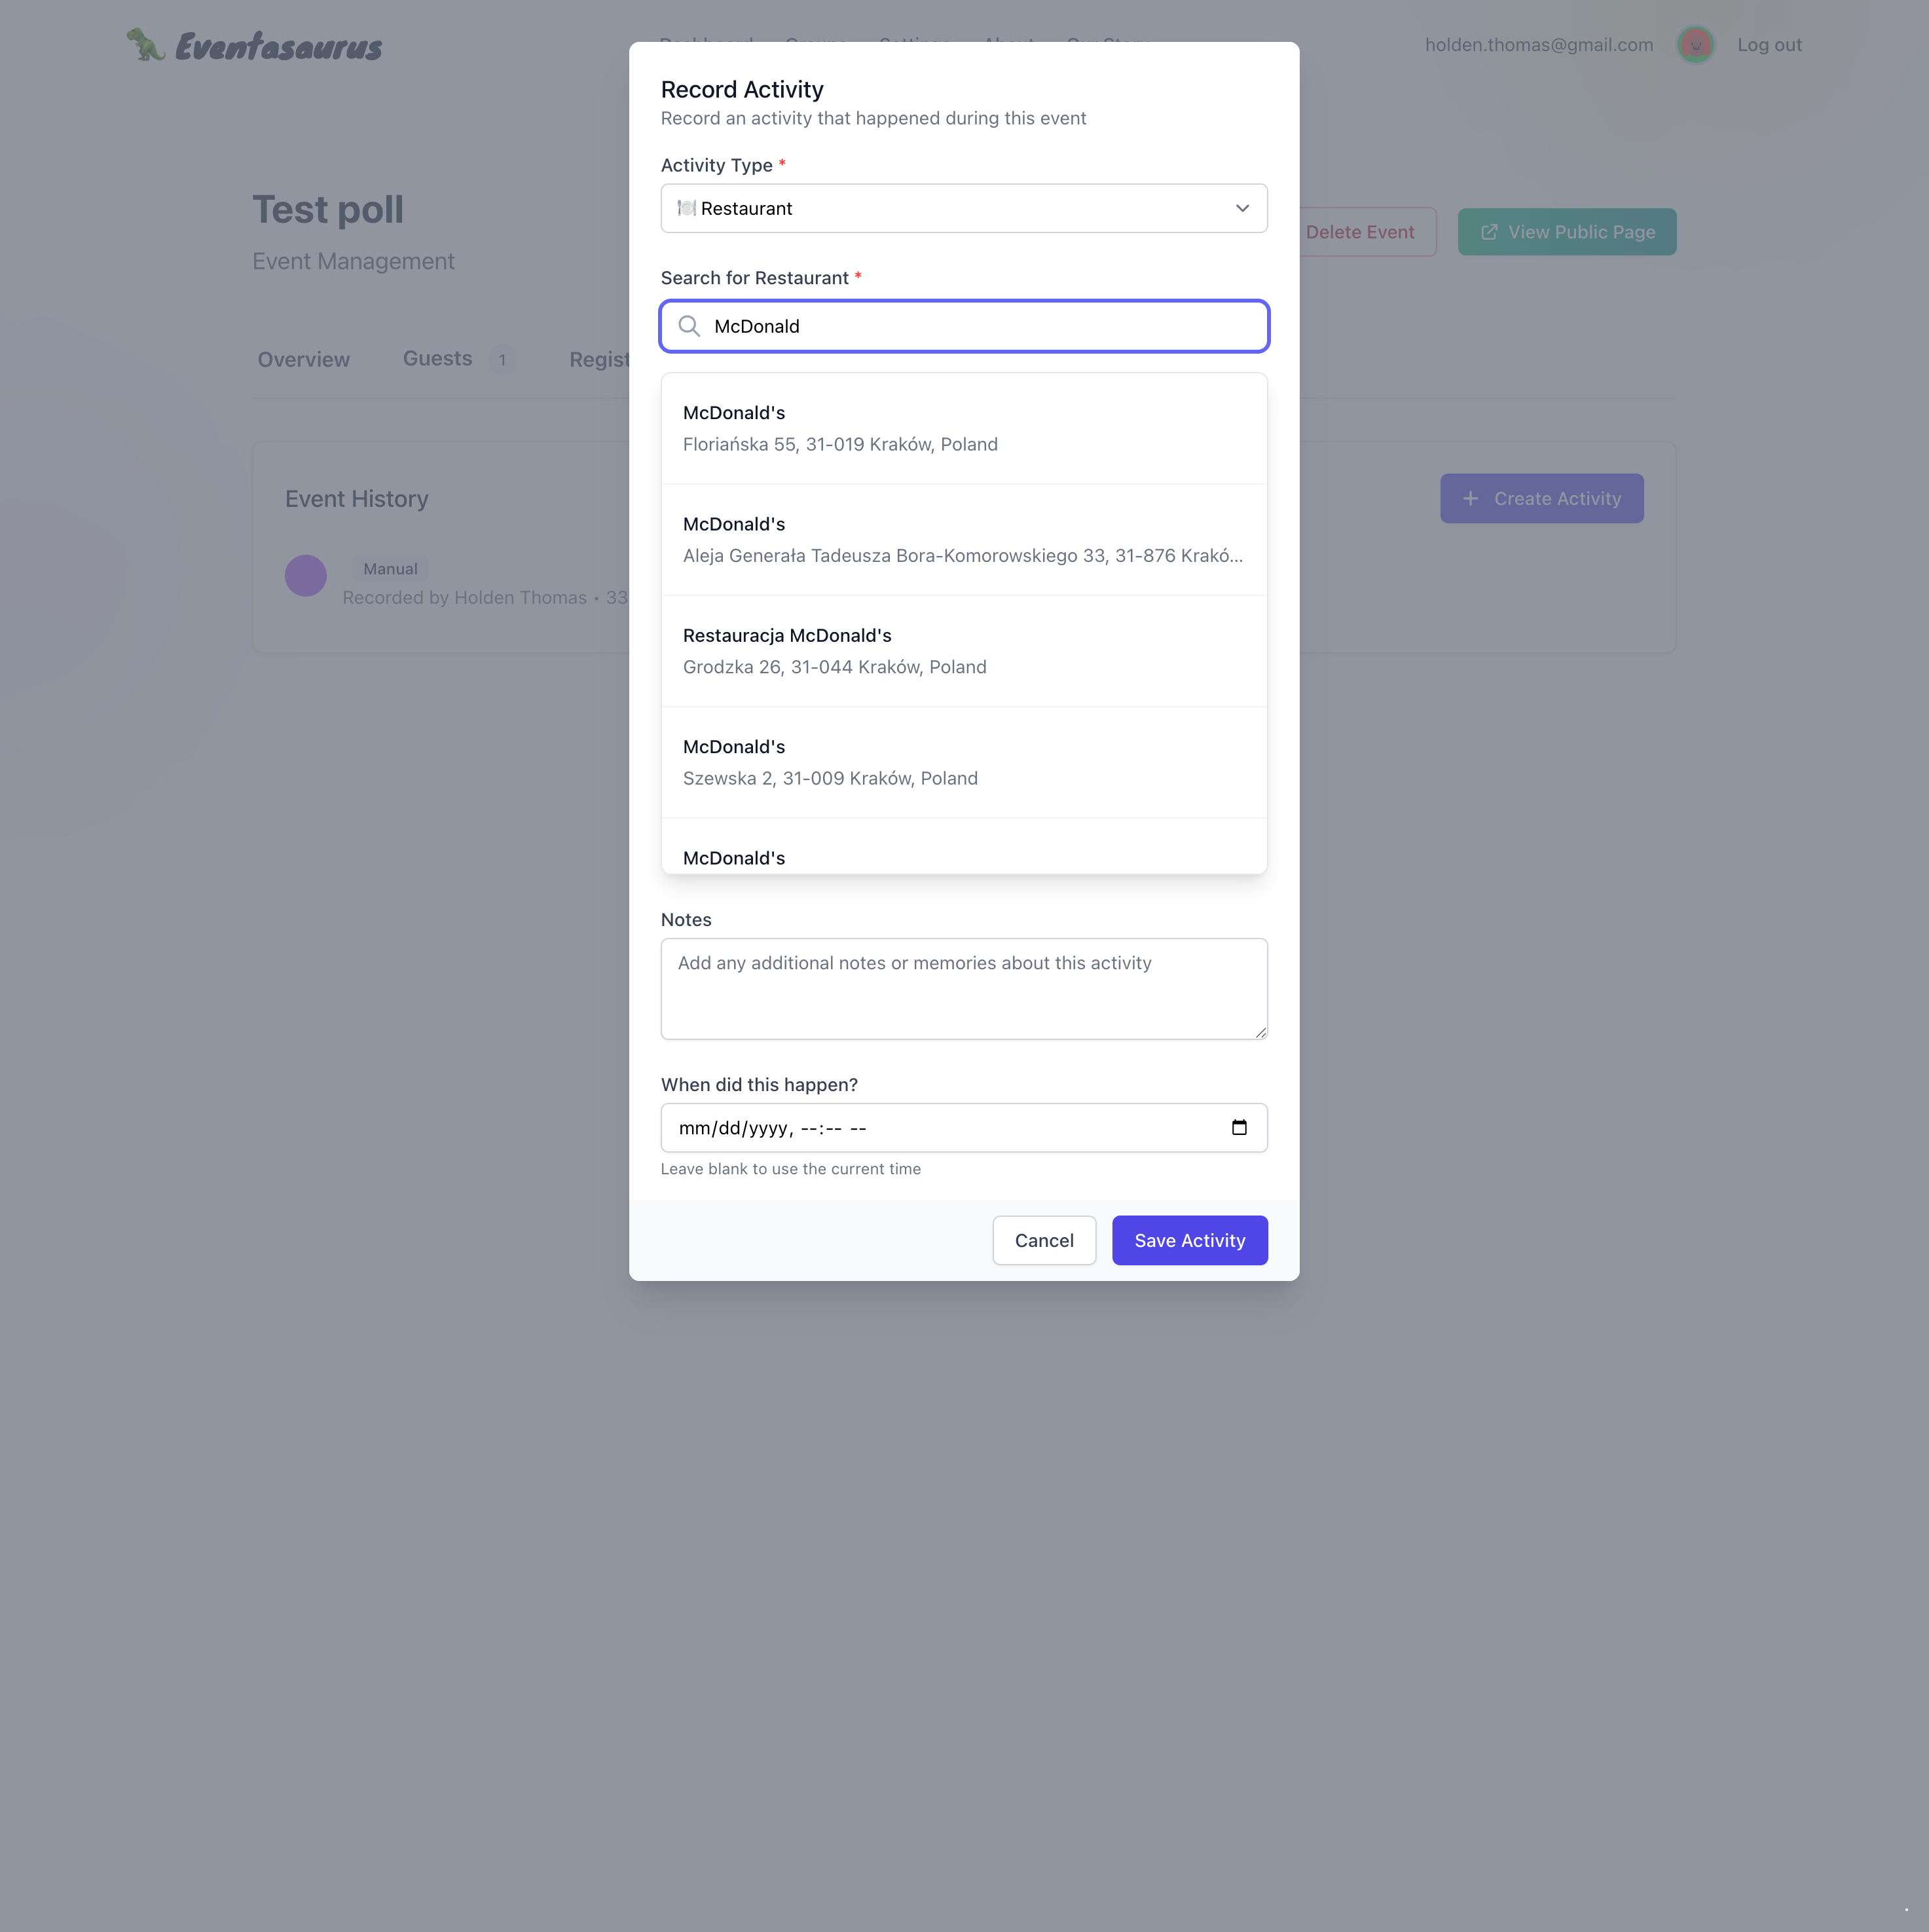 Eventasaurus
holden.thomas@gmail.com
Log out
Test poll
Event Management
Delete Event
View Public Page
Overview
Guests 1
Event History
Create Activity
Manual
Recorded by Holden Thomas • 33
Record Activity
Record an activity that happened during this event
Activity Type *
Restaurant
Search for Restaurant *
McDonald
McDonald's
Floriańska 55, 31-019 Kraków, Poland
McDonald's
Aleja Generała Tadeusza Bora-Komorowskiego 33, 31-876 Krakó...
Restauracja McDonald's
Grodzka 26, 31-044 Kraków, Poland
McDonald's
Szewska 2, 31-009 Kraków, Poland
McDonald's
Notes
Add any additional notes or memories about this activity
When did this happen?
mm/dd/yyyy, --:-- --
Leave blank to use the current time
Cancel
Save Activity